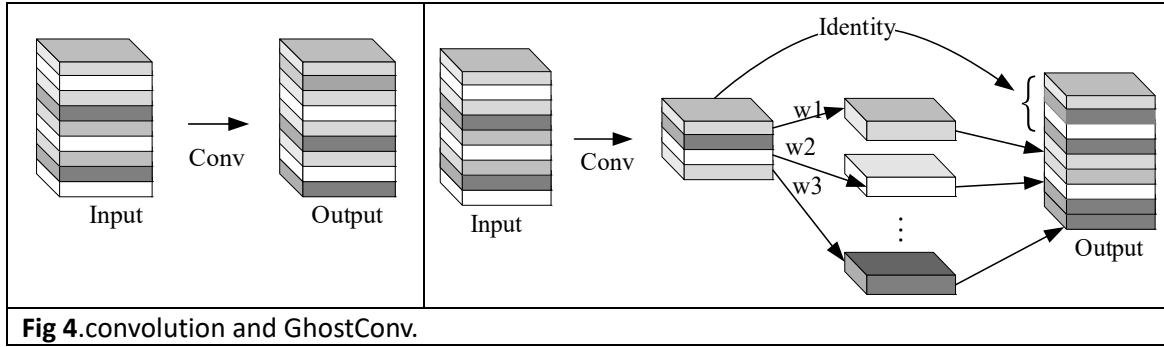 Conv
Input
Output
Identity
w1
w2
w3
⋮
Conv
Input
Output
Fig 4.convolution and GhostConv.